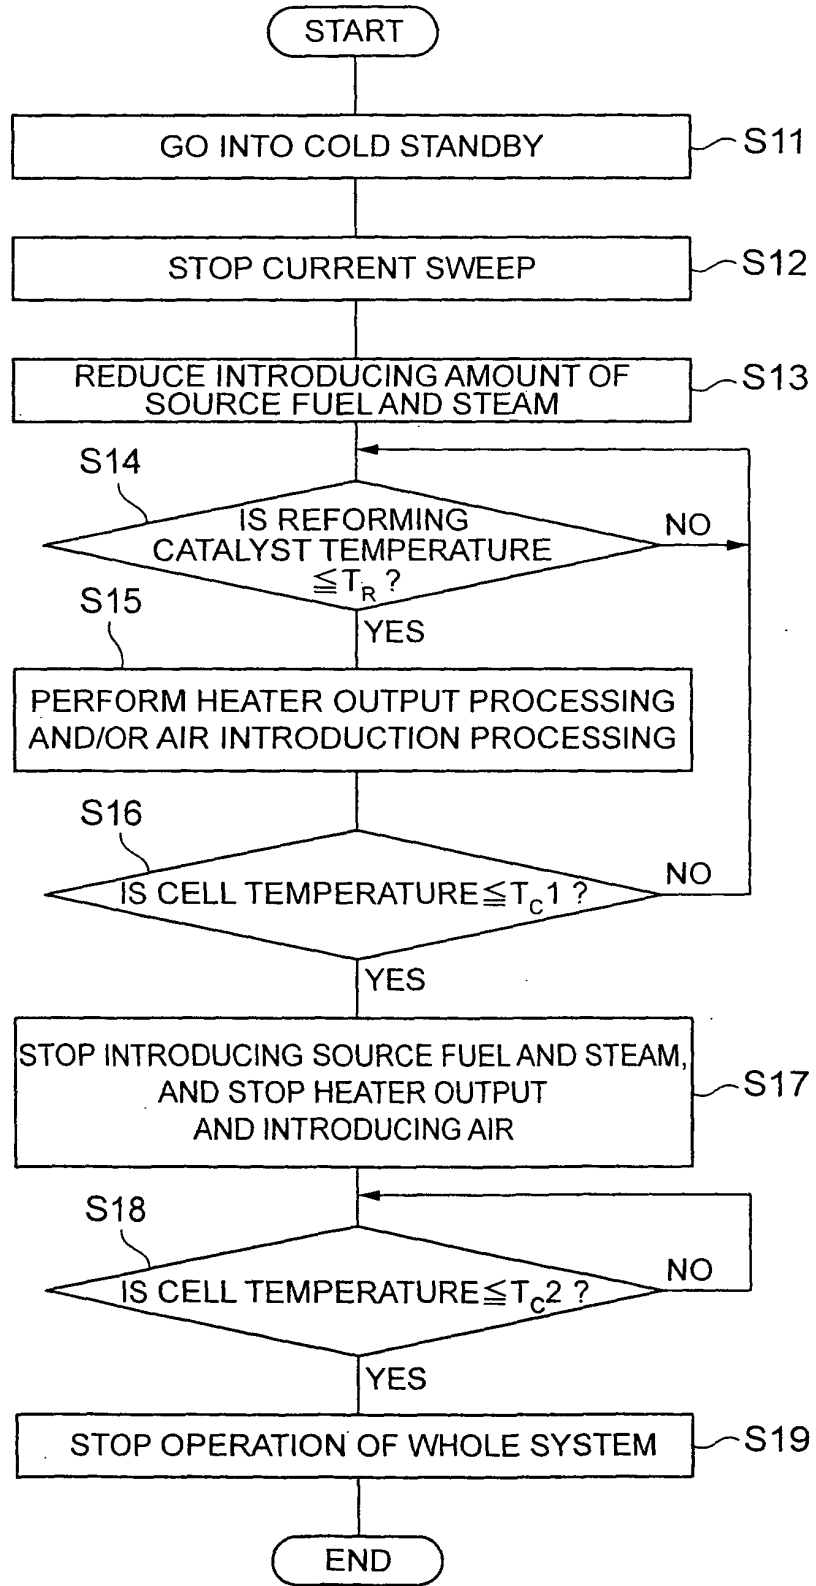 START
GO INTO COLD STANDBY
S11
STOP CURRENT SWEEP
S12
REDUCE INTRODUCING AMOUNT OF
SOURCE FUEL AND STEAM
S13
S14
IS REFORMING
CATALYST TEMPERATURE
≦TR ?
NO
YES
S15
PERFORM HEATER OUTPUT PROCESSING
AND/OR AIR INTRODUCTION PROCESSING
S16
IS CELL TEMPERATURE≦TC1 ?
NO
YES
STOP INTRODUCING SOURCE FUEL AND STEAM,
AND STOP HEATER OUTPUT
AND INTRODUCING AIR
S17
S18
IS CELL TEMPERATURE≦TC2 ?
NO
YES
STOP OPERATION OF WHOLE SYSTEM
S19
END